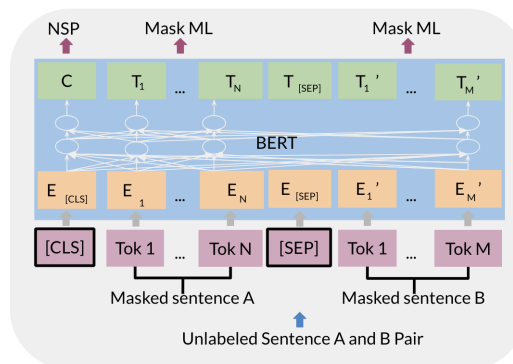 NSP Mask ML Mask ML
C T1 ... TN T[SEP] T1' ... TM'
BERT
E[CLS] E1 ... EN E[SEP] E1' ... EM'
[CLS] Tok 1 ... Tok N [SEP] Tok 1 ... Tok M
Masked sentence A Masked sentence B
Unlabeled Sentence A and B Pair